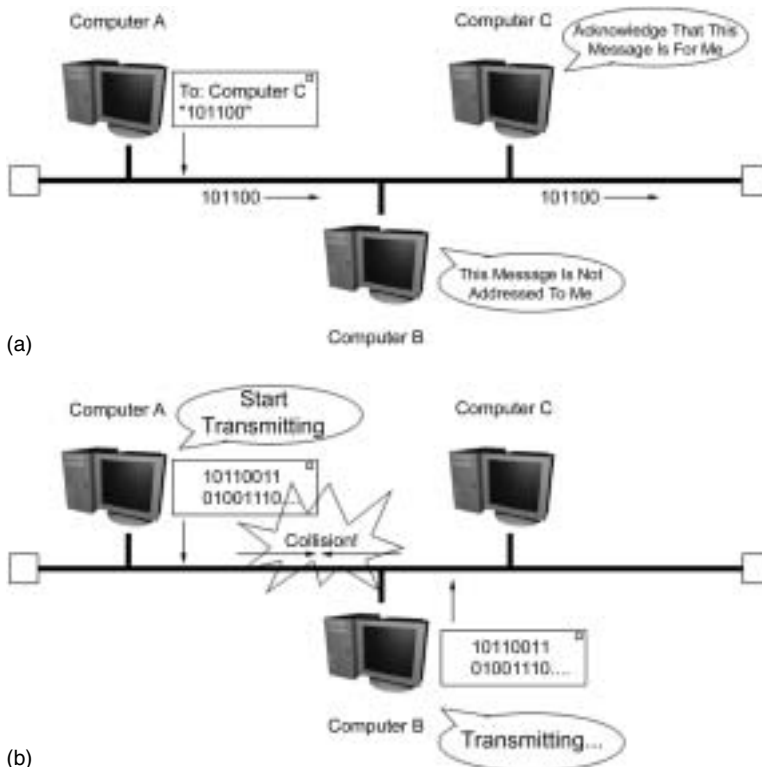 Computer A
Computer C
Acknowledge That This
Message Is For Me
To: Computer C
"101100"
101100
101100
This Message Is Not
Addressed To Me
Computer B
(a)
Computer A
Start
Transmitting
Computer C
10110011
01001110....
Collision!
10110011
01001110....
Computer B
Transmitting...
(b)